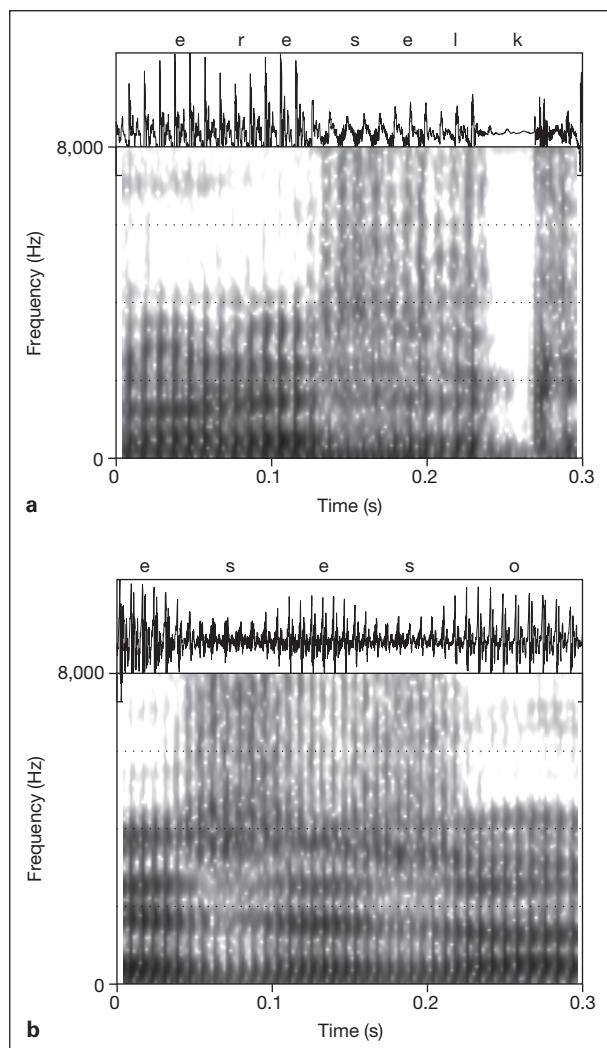 e r e s e l k
8,000
Frequency (Hz)
0
0 0.1 0.2 0.3
Time (s)
a
e s e s o
8,000
Frequency (Hz)
0
0 0.1 0.2 0.3
Time (s)
b